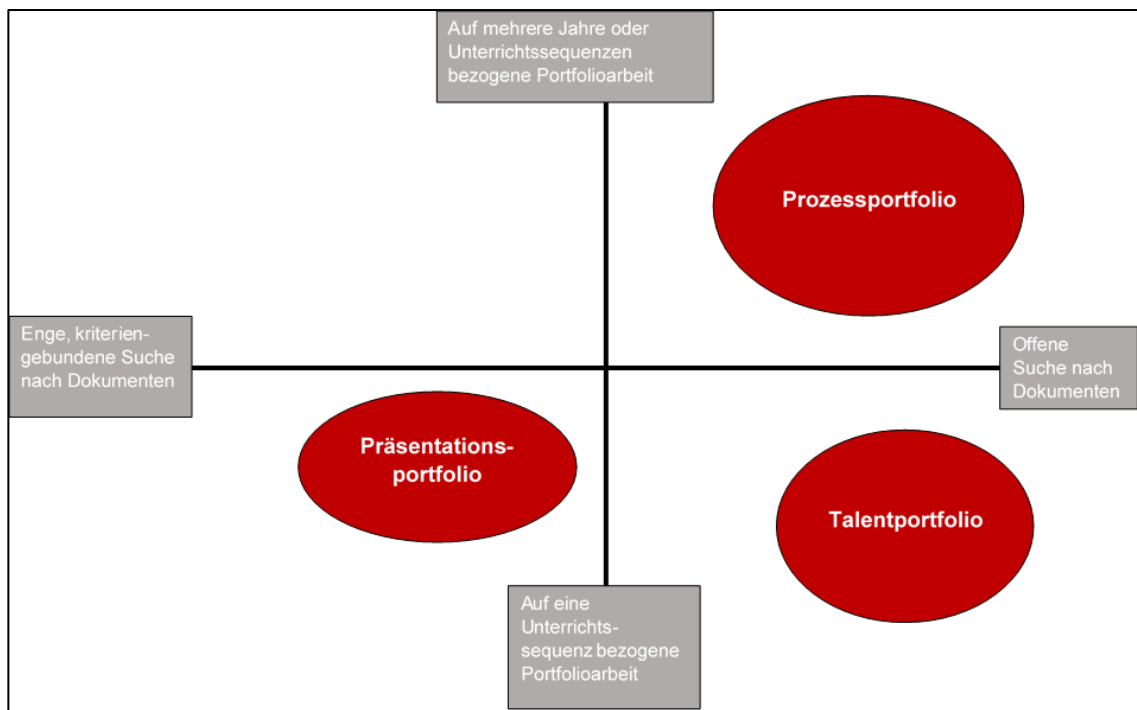 Auf mehrere Jahre oder
Unterrichtssequenzen
bezogene Portfolioarbeit
Prozessportfolio
Enge, kriterien-
gebundene Suche
nach Dokumenten
Offene
Suche nach
Dokumenten
Präsentations-
portfolio
Talentportfolio
Auf eine
Unterrichts-
sequenz bezogene
Portfolioarbeit